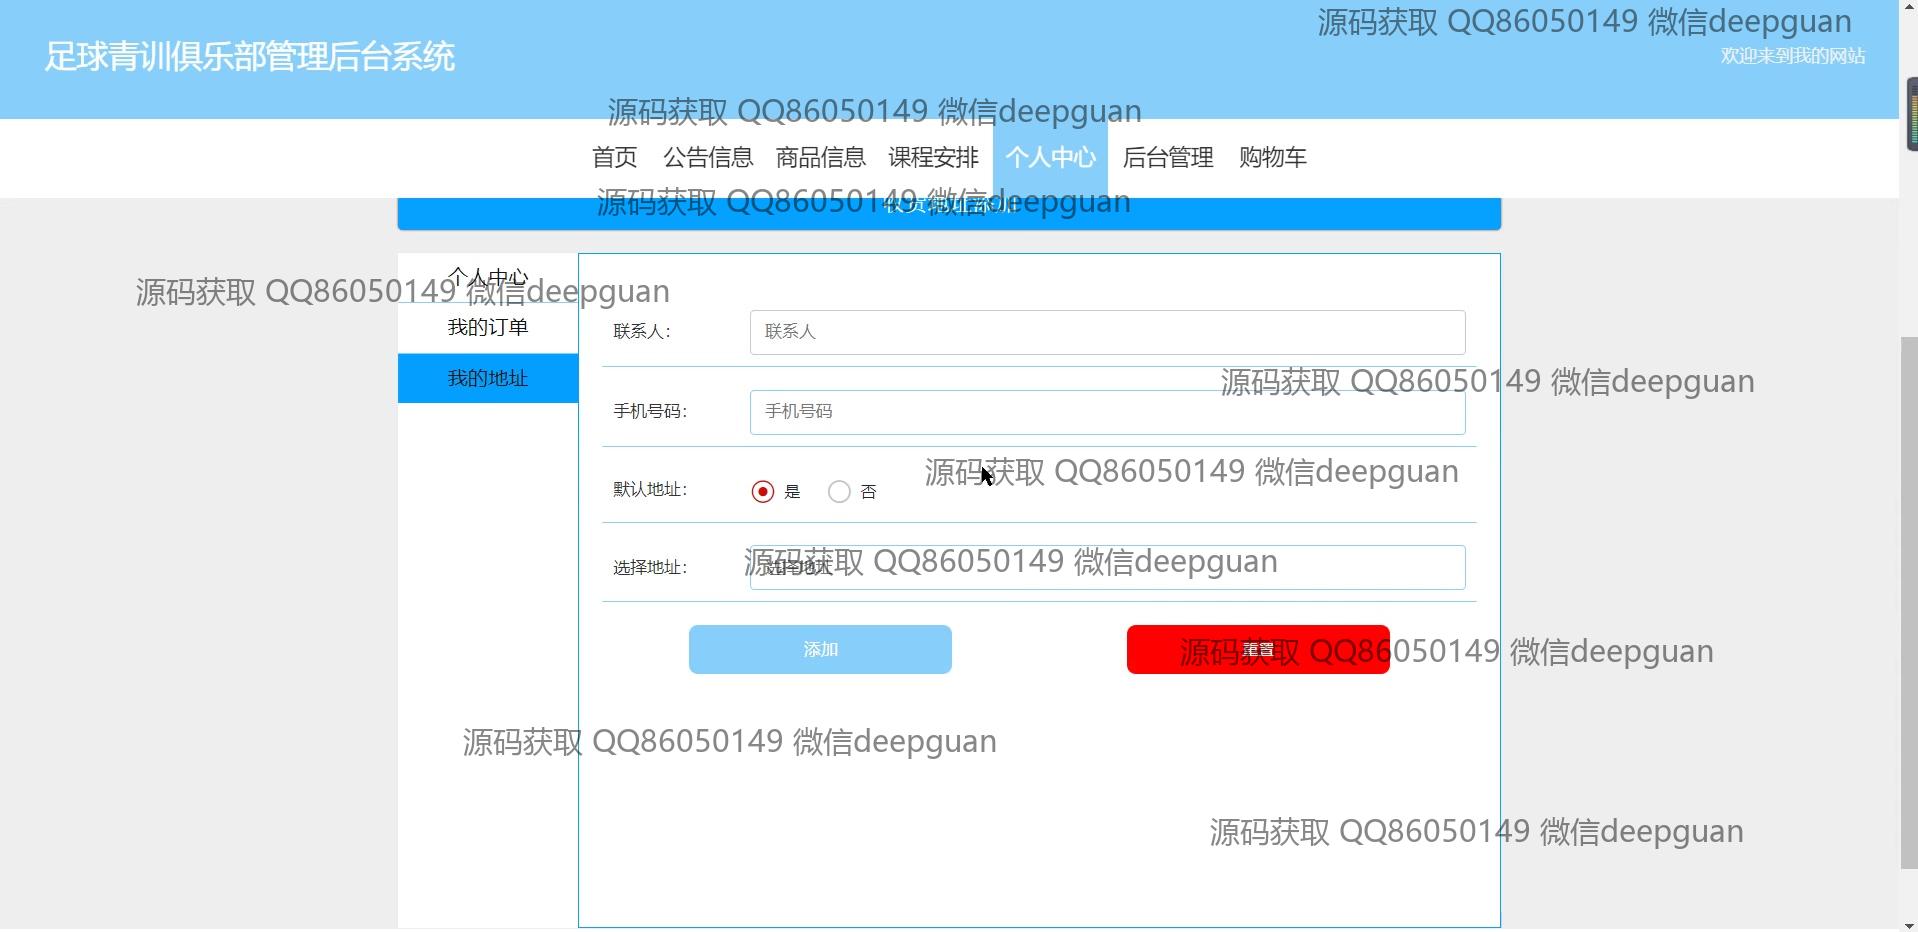 源码获取 QQ86050149 微信deepguan
足球青训俱乐部管理后台系统
欢迎来到我的网站
源码获取 QQ86050149 微信deepguan
首页 公告信息 商品信息 课程安排 个人中心 后台管理 购物车
源码获取 QQ86050149 微信deepguan
个人中心
源码获取 QQ86050149 微信deepguan
我的订单
联系人： 联系人
我的地址
源码获取 QQ86050149 微信deepguan
手机号码： 手机号码
源码获取 QQ86050149 微信deepguan
默认地址： 是 否
源码获取 QQ86050149 微信deepguan
选择地址： 选择地址
添加 重置
源码获取 QQ86050149 微信deepguan
源码获取 QQ86050149 微信deepguan
源码获取 QQ86050149 微信deepguan